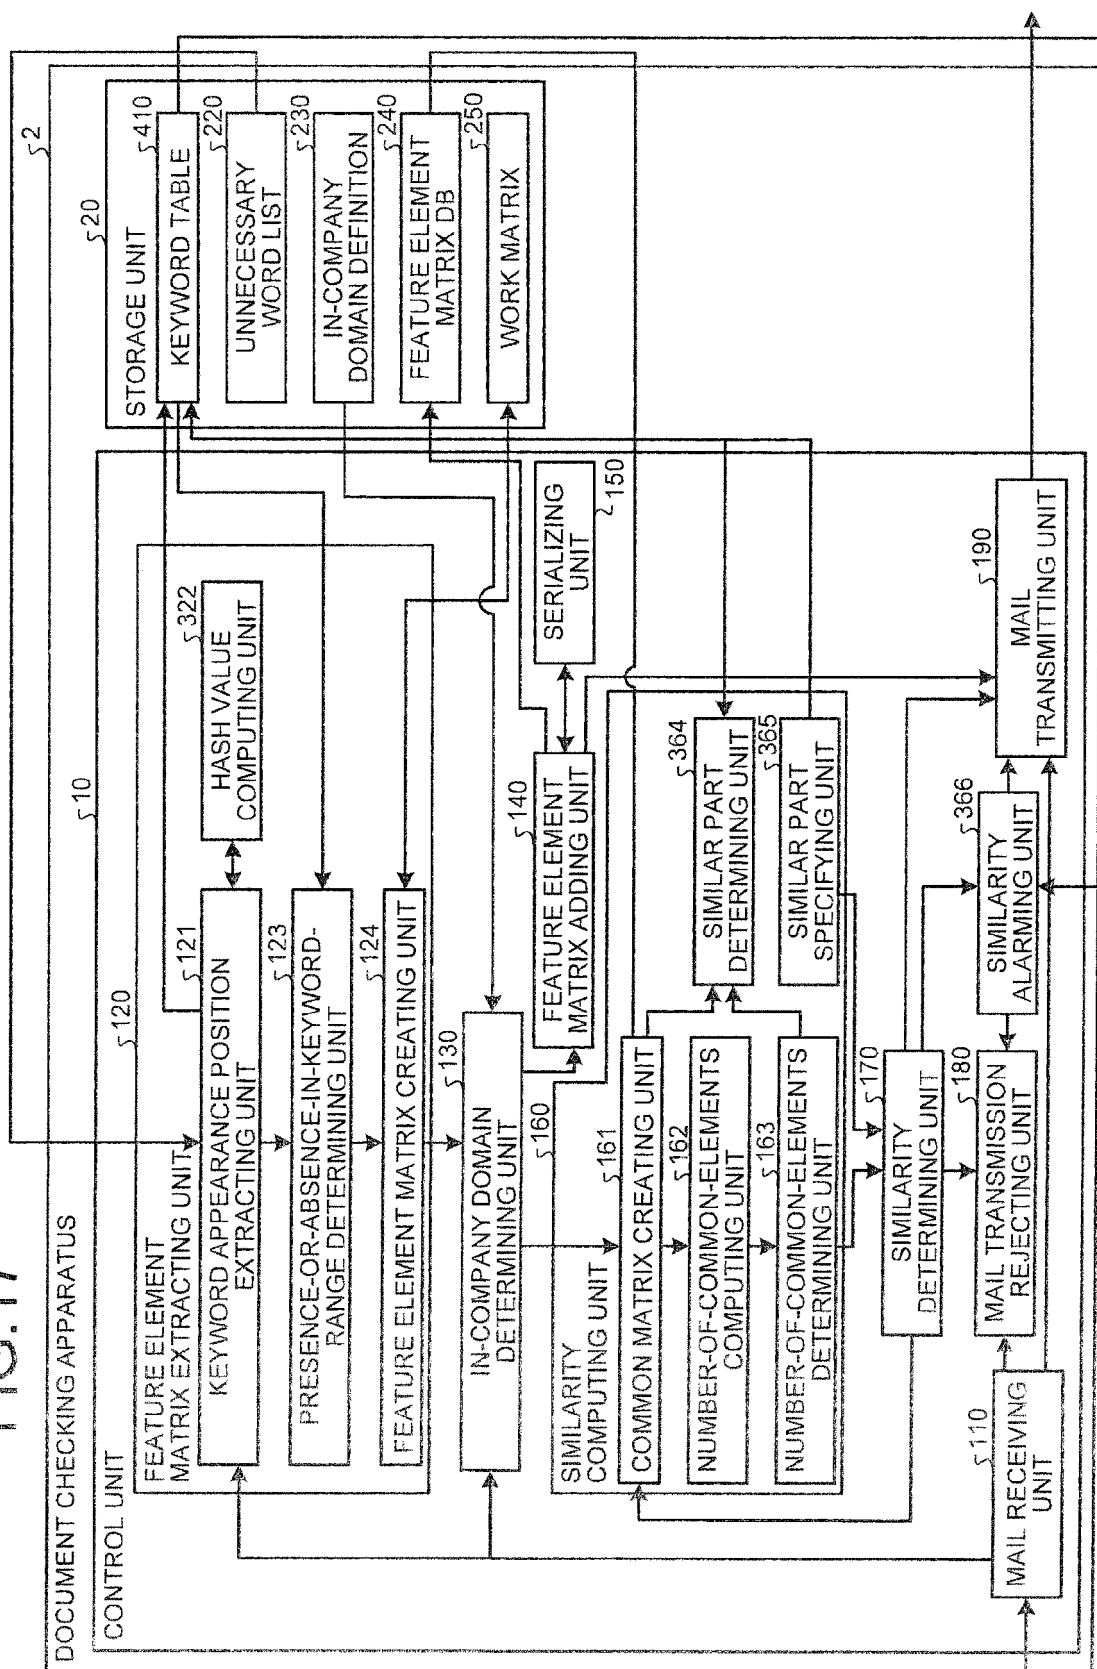 FIG. 17
DOCUMENT CHECKING APPARATUS
2
CONTROL UNIT
10
FEATURE ELEMENT
MATRIX EXTRACTING UNIT
120
KEYWORD APPEARANCE POSITION
EXTRACTING UNIT
121
HASH VALUE
COMPUTING UNIT
322
PRESENCE-OR-ABSENCE-IN-KEYWORD-
RANGE DETERMINING UNIT
123
FEATURE ELEMENT MATRIX CREATING UNIT
124
IN-COMPANY DOMAIN
DETERMINING UNIT
130
FEATURE ELEMENT
MATRIX ADDING UNIT
140
SERIALIZING
UNIT
150
SIMILARITY
COMPUTING UNIT
160
COMMON MATRIX CREATING UNIT
161
NUMBER-OF-COMMON-ELEMENTS
COMPUTING UNIT
162
NUMBER-OF-COMMON-ELEMENTS
DETERMINING UNIT
163
SIMILAR PART
DETERMINING UNIT
364
SIMILAR PART
SPECIFYING UNIT
365
SIMILARITY
DETERMINING UNIT
170
MAIL TRANSMISSION
REJECTING UNIT
180
SIMILARITY
ALARMING UNIT
366
MAIL
TRANSMITTING UNIT
190
MAIL RECEIVING
UNIT
110
STORAGE UNIT
20
KEYWORD TABLE
410
UNNECESSARY
WORD LIST
220
IN-COMPANY
DOMAIN DEFINITION
230
FEATURE ELEMENT
MATRIX DB
240
WORK MATRIX
250